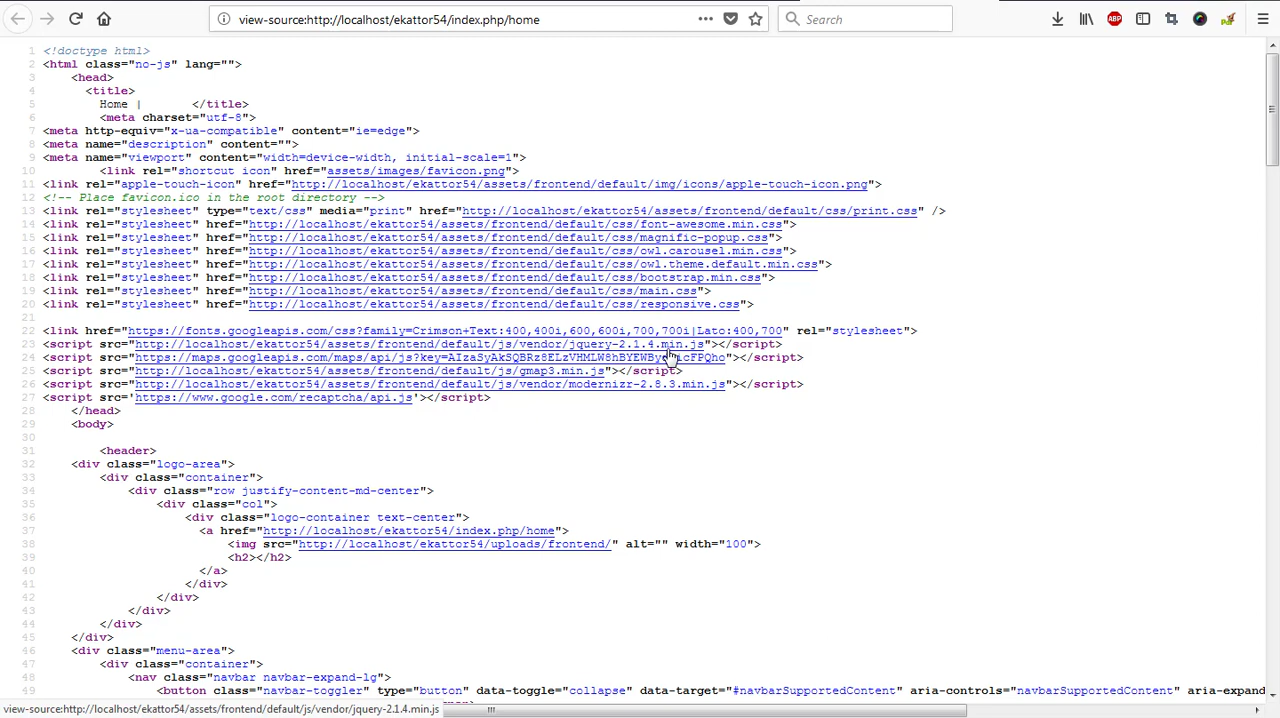 view-source:http://localhost/ekattor54/index.php/home
Search
ABP
1 <!doctype html>
2 <html class="no-js" lang="">
3 <head>
4 <title>
5 Home | </title>
6 <meta charset="utf-8">
7 <meta http-equiv="x-ua-compatible" content="ie=edge">
8 <meta name="description" content="">
9 <meta name="viewport" content="width=device-width, initial-scale=1">
10 <link rel="shortcut icon" href="assets/images/favicon.png">
11 <link rel="apple-touch-icon" href="http://localhost/ekattor54/assets/frontend/default/img/icons/apple-touch-icon.png">
12 <!-- Place favicon.ico in the root directory -->
13 <link rel="stylesheet" type="text/css" media="print" href="http://localhost/ekattor54/assets/frontend/default/css/print.css" />
14 <link rel="stylesheet" href="http://localhost/ekattor54/assets/frontend/default/css/font-awesome.min.css">
15 <link rel="stylesheet" href="http://localhost/ekattor54/assets/frontend/default/css/magnific-popup.css">
16 <link rel="stylesheet" href="http://localhost/ekattor54/assets/frontend/default/css/owl.carousel.min.css">
17 <link rel="stylesheet" href="http://localhost/ekattor54/assets/frontend/default/css/owl.theme.default.min.css">
18 <link rel="stylesheet" href="http://localhost/ekattor54/assets/frontend/default/css/bootstrap.min.css">
19 <link rel="stylesheet" href="http://localhost/ekattor54/assets/frontend/default/css/main.css">
20 <link rel="stylesheet" href="http://localhost/ekattor54/assets/frontend/default/css/responsive.css">
21
22 <link href="https://fonts.googleapis.com/css?family=Crimson+Text:400,400i,600,600i,700,700i|Lato:400,700" rel="stylesheet">
23 <script src="http://localhost/ekattor54/assets/frontend/default/js/vendor/jquery-2.1.4.min.js"></script>
24 <script src="https://maps.googleapis.com/maps/api/js?key="></script>
25 <script src="http://localhost/ekattor54/assets/frontend/default/js/gmap3.min.js"></script>
26 <script src="http://localhost/ekattor54/assets/frontend/default/js/vendor/modernizr-2.8.3.min.js"></script>
27 <script src='https://www.google.com/recaptcha/api.js'></script>
28 </head>
29 <body>
30
31 <header>
32 <div class="logo-area">
33 <div class="container">
34 <div class="row justify-content-md-center">
35 <div class="col">
36 <div class="logo-container text-center">
37 <a href="http://localhost/ekattor54/index.php/home">
38 <img src="http://localhost/ekattor54/uploads/frontend/" alt="" width="100">
39 <h2></h2>
40 </a>
41 </div>
42 </div>
43 </div>
44 </div>
45 </div>
46 <div class="menu-area">
47 <div class="container">
48 <nav class="navbar navbar-expand-lg">
49 <button class="navbar-toggler" type="button" data-toggle="collapse" data-target="#navbarSupportedContent" aria-controls="navbarSupportedContent" aria-expand
view-source:http://localhost/ekattor54/assets/frontend/default/js/vendor/jquery-2.1.4.min.js